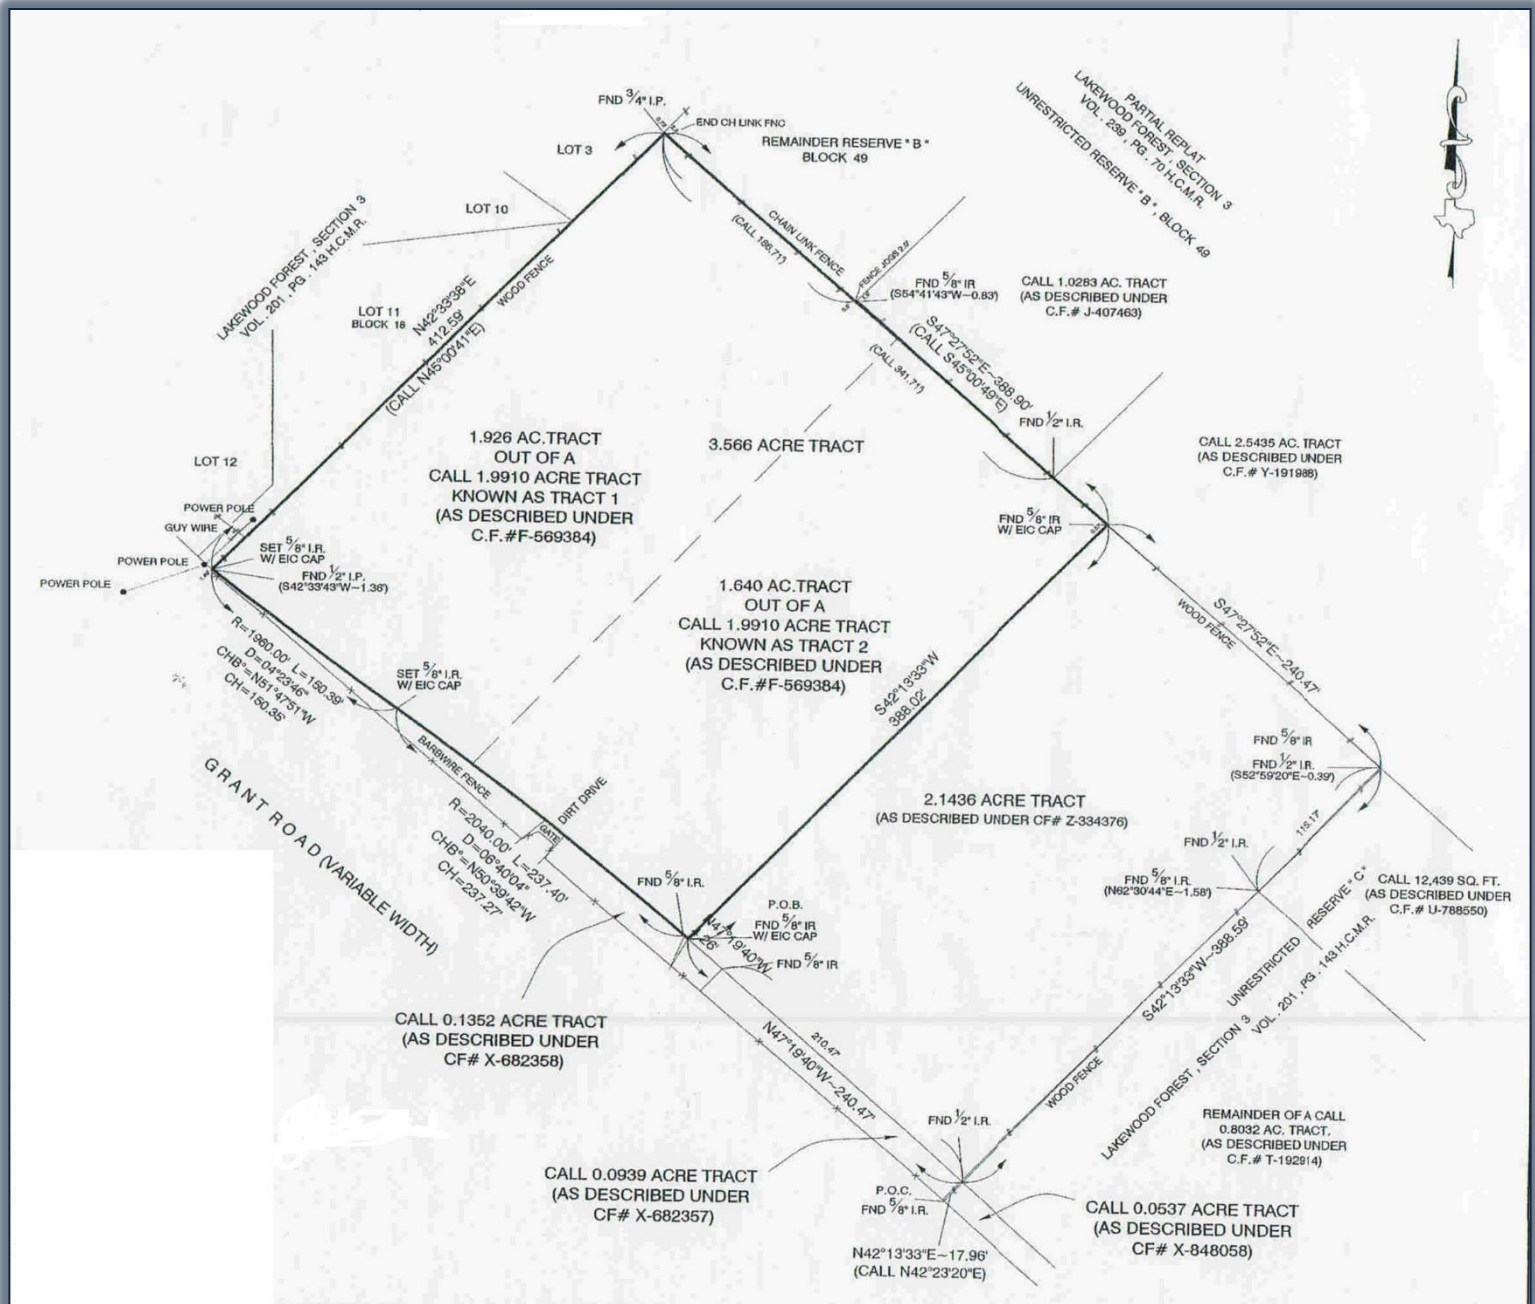 FND 3/4" I.P.
END CH LINK FNC
LOT 3
REMAINDER RESERVE "B"
BLOCK 49
PARTIAL REPLAT
LAKEWOOD FOREST, SECTION 3
VOL. 239, PG. 70 H.C.M.R.
UNRESTRICTED RESERVE "B", BLOCK 49
LOT 10
LAKEWOOD FOREST, SECTION 3
VOL. 201, PG. 143 H.C.M.R.
CHAIN LINK FENCE
(CALL 186.71')
FENCE JOGS 2.0'
WOOD FENCE
FND 5/8" IR
(S54°41'43"W~0.83')
CALL 1.0283 AC. TRACT
(AS DESCRIBED UNDER
C.F.# J-407463)
LOT 11
BLOCK 18
N42°33'38"E
412.59'
(CALL N45°00'41"E)
S47°27'52"E~388.90'
(CALL S45°00'49"E)
(CALL 341.71')
FND 1/2" I.R.
1.926 AC.TRACT
OUT OF A
CALL 1.9910 ACRE TRACT
KNOWN AS TRACT 1
(AS DESCRIBED UNDER
C.F.#F-569384)
3.566 ACRE TRACT
CALL 2.5435 AC. TRACT
(AS DESCRIBED UNDER
C.F.# Y-191988)
LOT 12
POWER POLE
GUY WIRE
POWER POLE
POWER POLE
SET 5/8" I.R.
W/ EIC CAP
FND 1/2" I.P.
(S42°33'43"W~1.36')
FND 5/8" IR
W/ EIC CAP
1.640 AC.TRACT
OUT OF A
CALL 1.9910 ACRE TRACT
KNOWN AS TRACT 2
(AS DESCRIBED UNDER
C.F.#F-569384)
WOOD FENCE
S47°27'52"E~240.47'
R=1960.00' L=150.39'
D=04°23'46"
CHB°=N51°47'51"W
CH=150.35'
SET 5/8" I.R.
W/ EIC CAP
S42°13'33"W
388.02'
BARBWIRE FENCE
GRANT ROAD (VARIABLE WIDTH)
DIRT DRIVE
GATE
R=2040.00' L=237.40'
D=06°40'04"
CHB°=N50°39'42"W
CH=237.27'
FND 5/8" IR
FND 1/2" I.R.
(S52°59'20"E~0.39')
2.1436 ACRE TRACT
(AS DESCRIBED UNDER CF# Z-334376)
115.17'
FND 1/2" I.R.
FND 5/8" I.R.
(N62°30'44"E~1.58')
CALL 12,439 SQ. FT.
(AS DESCRIBED UNDER
C.F.# U-788550)
FND 5/8" I.R.
P.O.B.
FND 5/8" IR
W/ EIC CAP
N47°19'40"W
26'
FND 5/8" IR
S42°13'33"W~388.59'
UNRESTRICTED RESERVE "C"
LAKEWOOD FOREST, SECTION 3
VOL. 201, PG. 143 H.C.M.R.
WOOD FENCE
CALL 0.1352 ACRE TRACT
(AS DESCRIBED UNDER
CF# X-682358)
210.47'
N47°19'40"W~240.47'
FND 1/2" I.R.
REMAINDER OF A CALL
0.8032 AC. TRACT.
(AS DESCRIBED UNDER
C.F.# T-192914)
CALL 0.0939 ACRE TRACT
(AS DESCRIBED UNDER
CF# X-682357)
P.O.C.
FND 5/8" I.R.
CALL 0.0537 ACRE TRACT
(AS DESCRIBED UNDER
CF# X-848058)
N42°13'33"E~17.96'
(CALL N42°23'20"E)